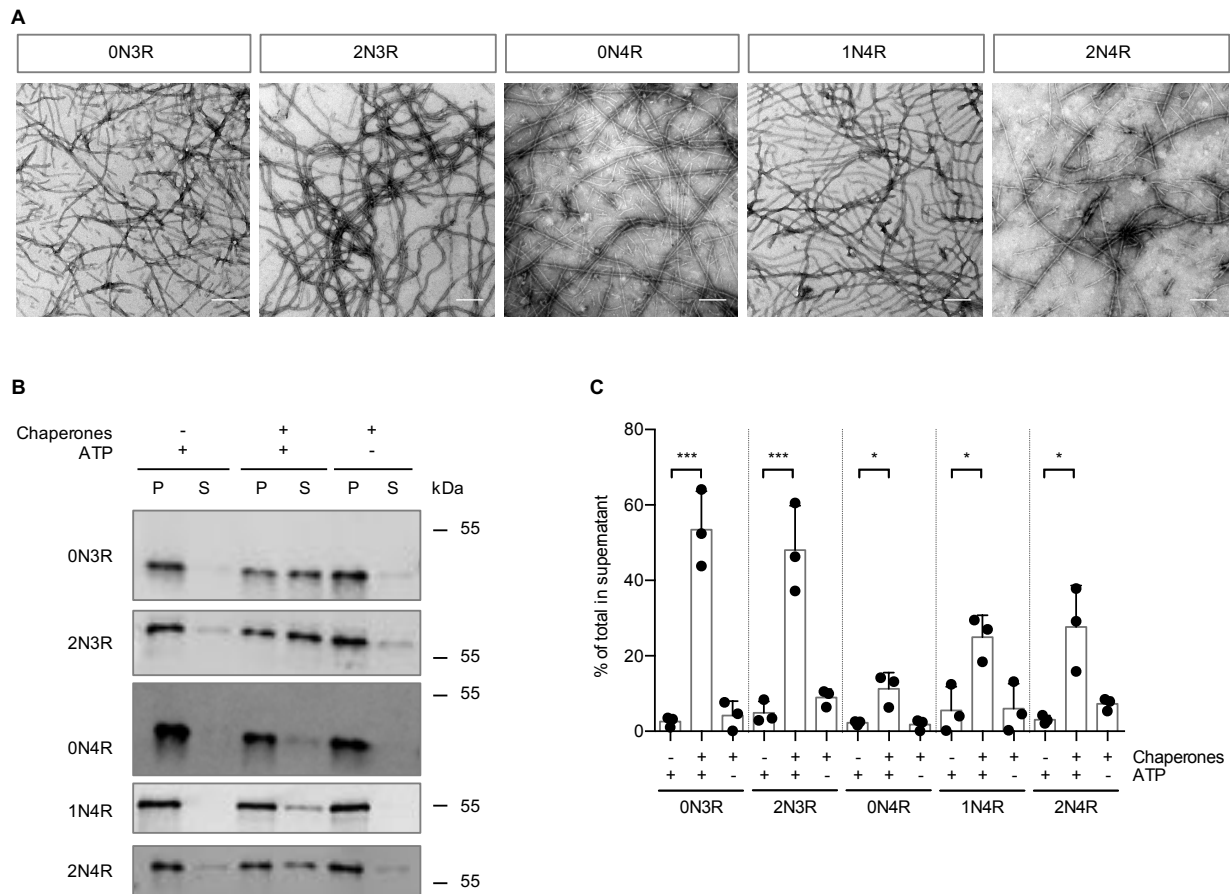 A
0N3R 2N3R 0N4R 1N4R 2N4R
B
Chaperones - + +
ATP + + -
P S P S P S kDa
0N3R 55
2N3R 55
0N4R 55
1N4R 55
2N4R 55
C
% of total in supernatant
80
60
40
20
0
*** *** * * *
- + + - + + - + + - + + - + + Chaperones
+ + - + + - + + - + + - + + - ATP
0N3R 2N3R 0N4R 1N4R 2N4R